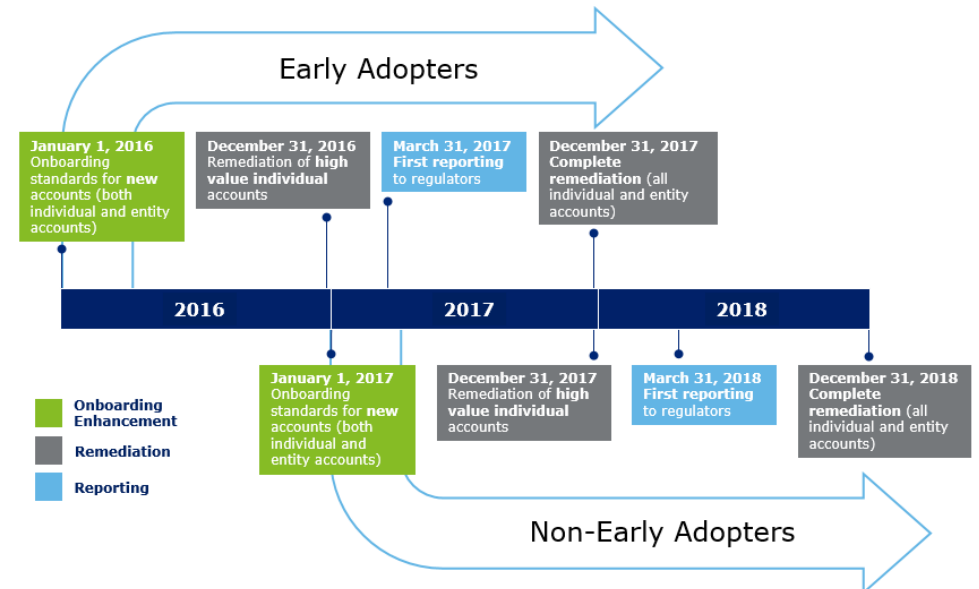 Early Adopters
January 1, 2016
Onboarding
standards for new
accounts (both
individual and entity
accounts)
December 31, 2016
Remediation of high
value individual
accounts
March 31, 2017
First reporting
to regulators
December 31, 2017
Complete
remediation (all
individual and entity
accounts)
2016
2017
2018
January 1, 2017
Onboarding
standards for new
accounts (both
individual and
entity accounts)
December 31, 2017
Remediation of high
value individual
accounts
March 31, 2018
First reporting
to regulators
December 31, 2018
Complete
remediation (all
individual and entity
accounts)
Onboarding
Enhancement
Remediation
Reporting
Non-Early Adopters